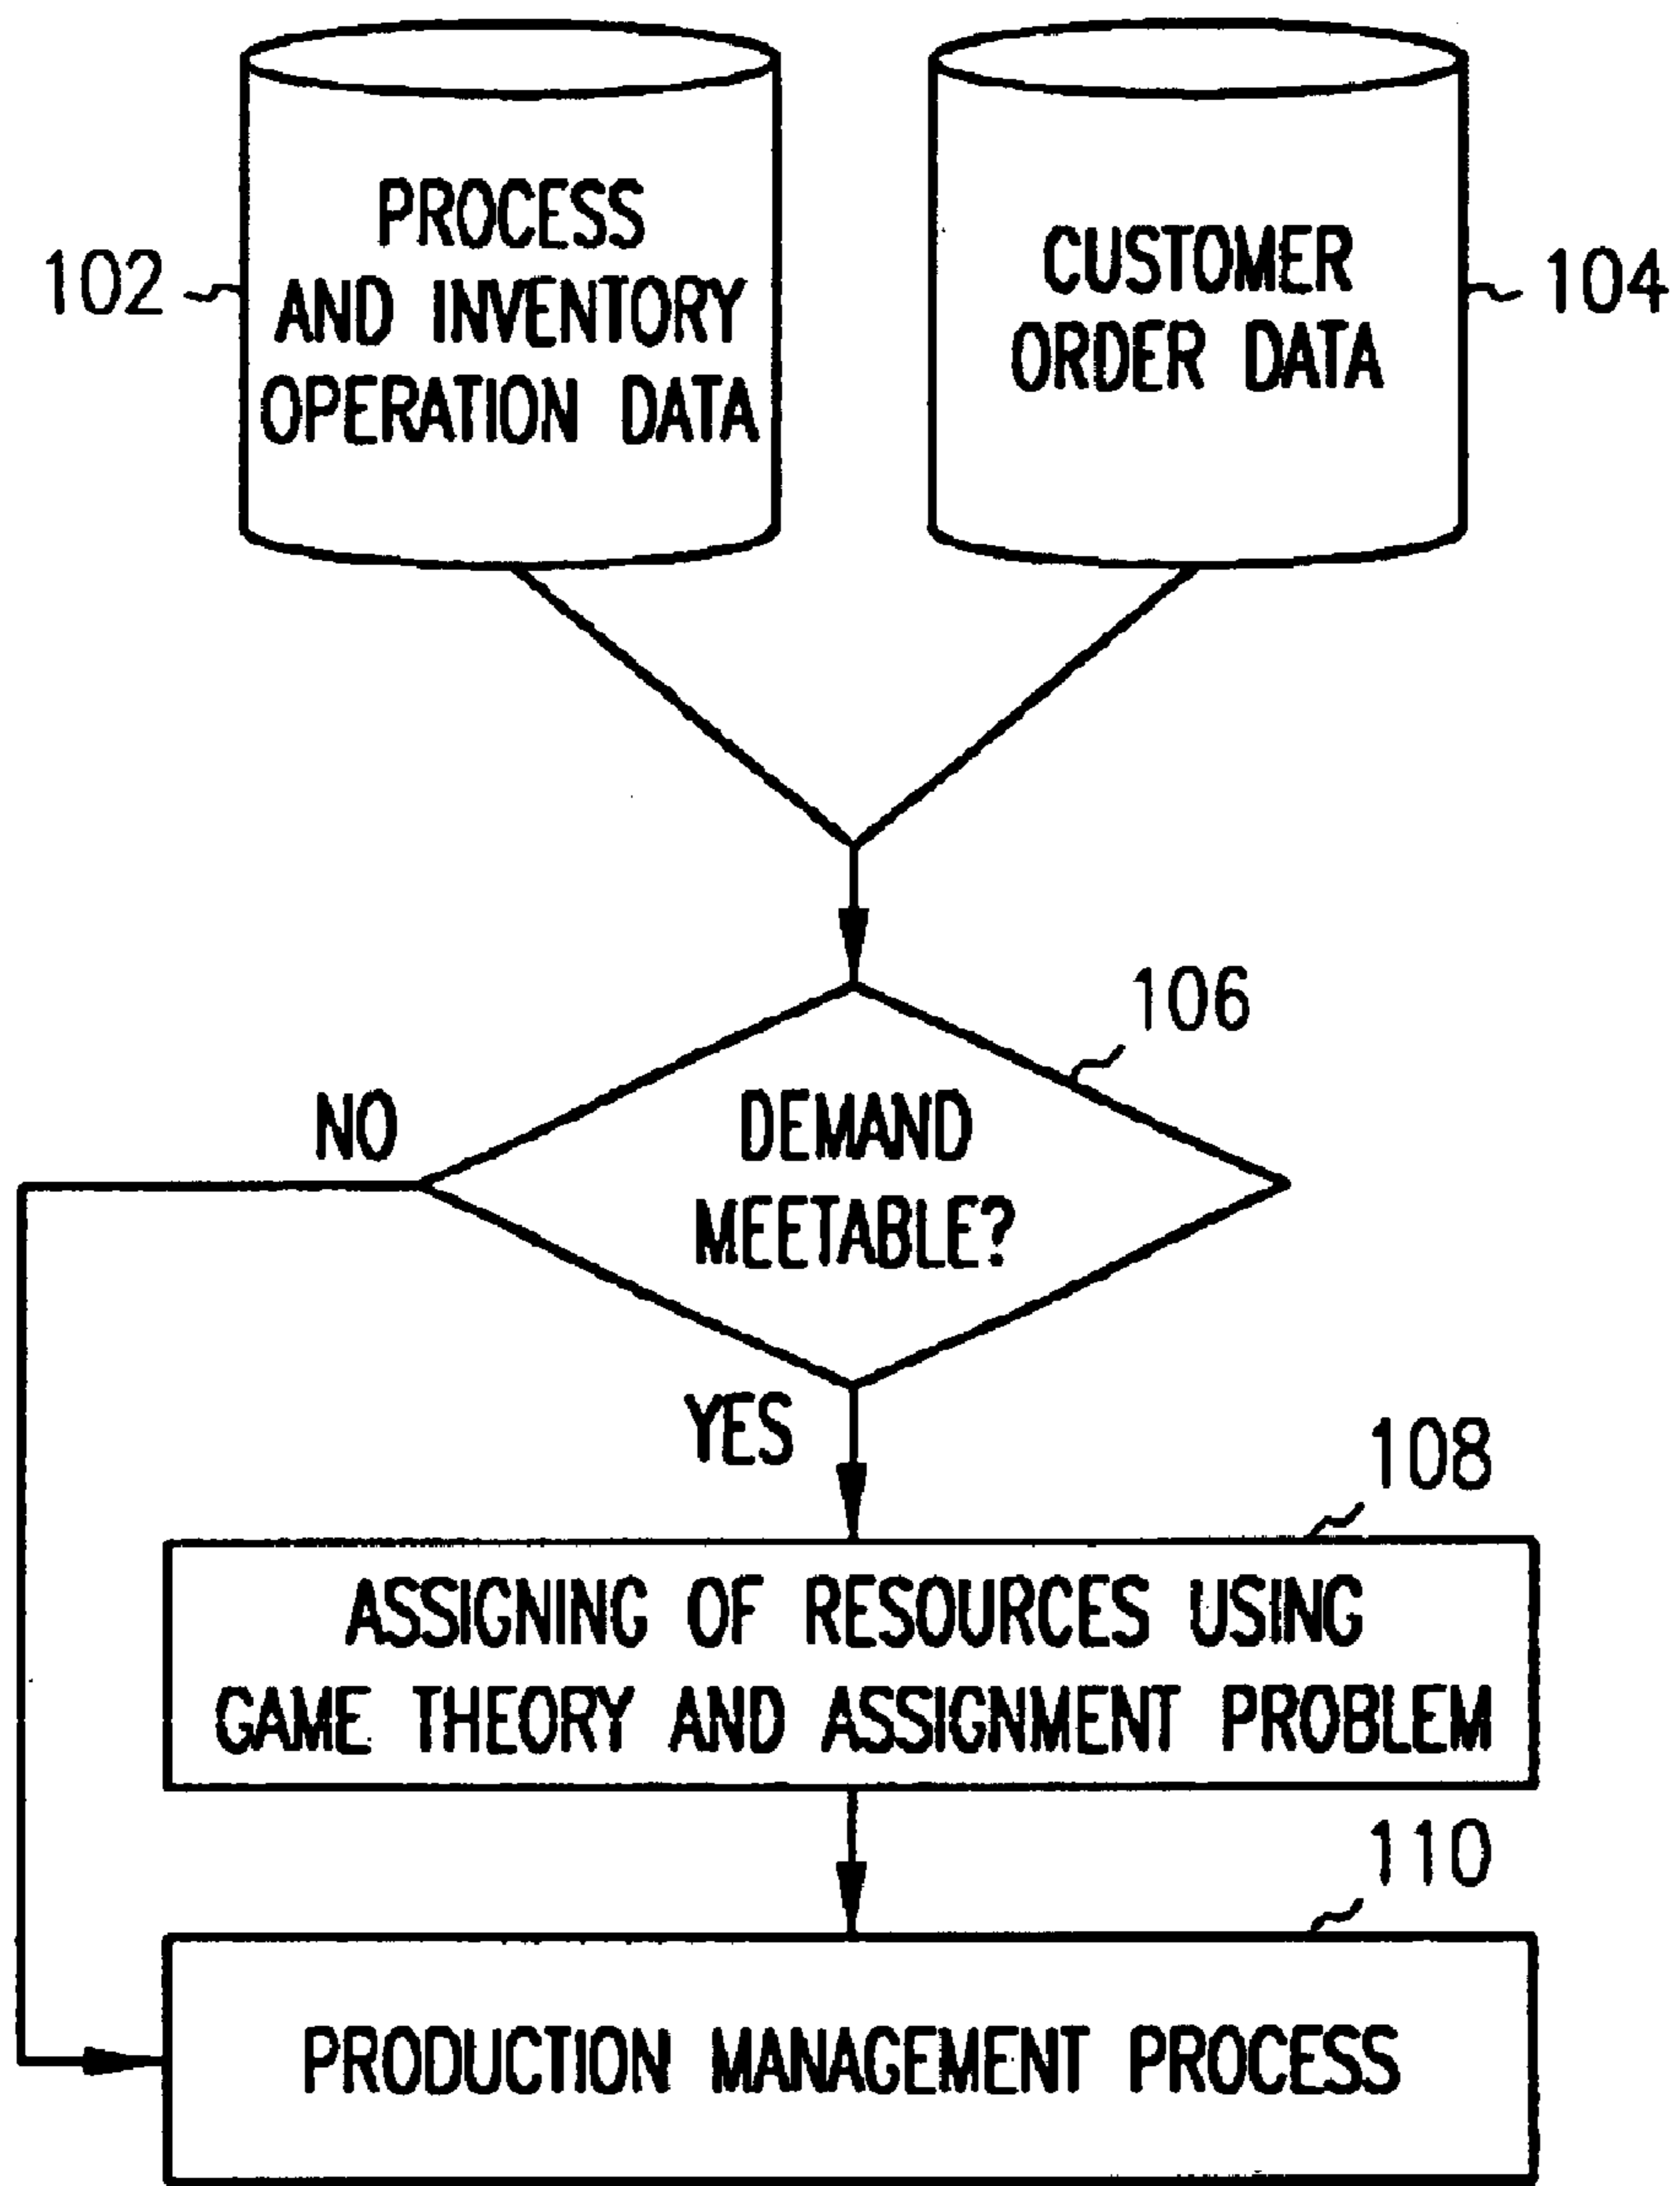 PROCESS
AND INVENTORY
OPERATION DATA
102
CUSTOMER
ORDER DATA
104
106
DEMAND
MEETABLE?
NO
YES
108
ASSIGNING OF RESOURCES USING
GAME THEORY AND ASSIGNMENT PROBLEM
110
PRODUCTION MANAGEMENT PROCESS